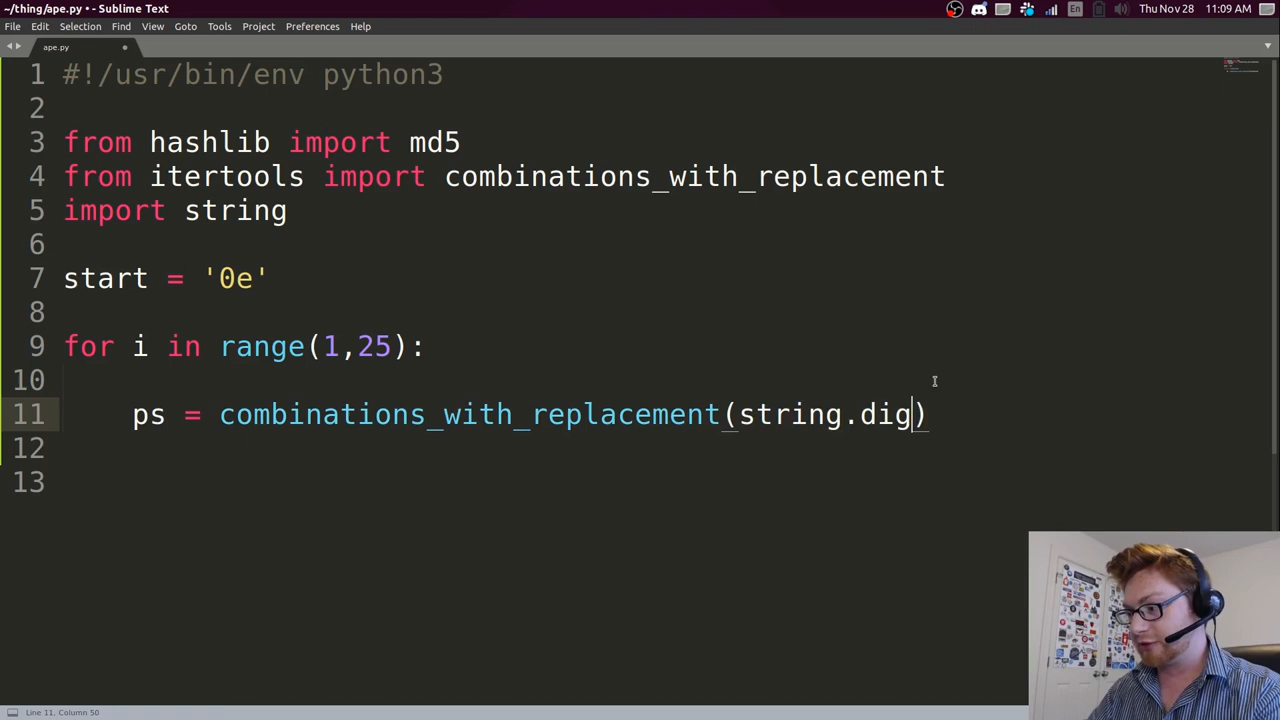 ~/thing/ape.py • - Sublime Text
En
Thu Nov 28
11:09 AM
File Edit Selection Find View Goto Tools Project Preferences Help
ape.py
1 #!/usr/bin/env python3
2
3 from hashlib import md5
4 from itertools import combinations_with_replacement
5 import string
6
7 start = '0e'
8
9 for i in range(1,25):
10
11 ps = combinations_with_replacement(string.dig)
12
13
Line 11, Column 50